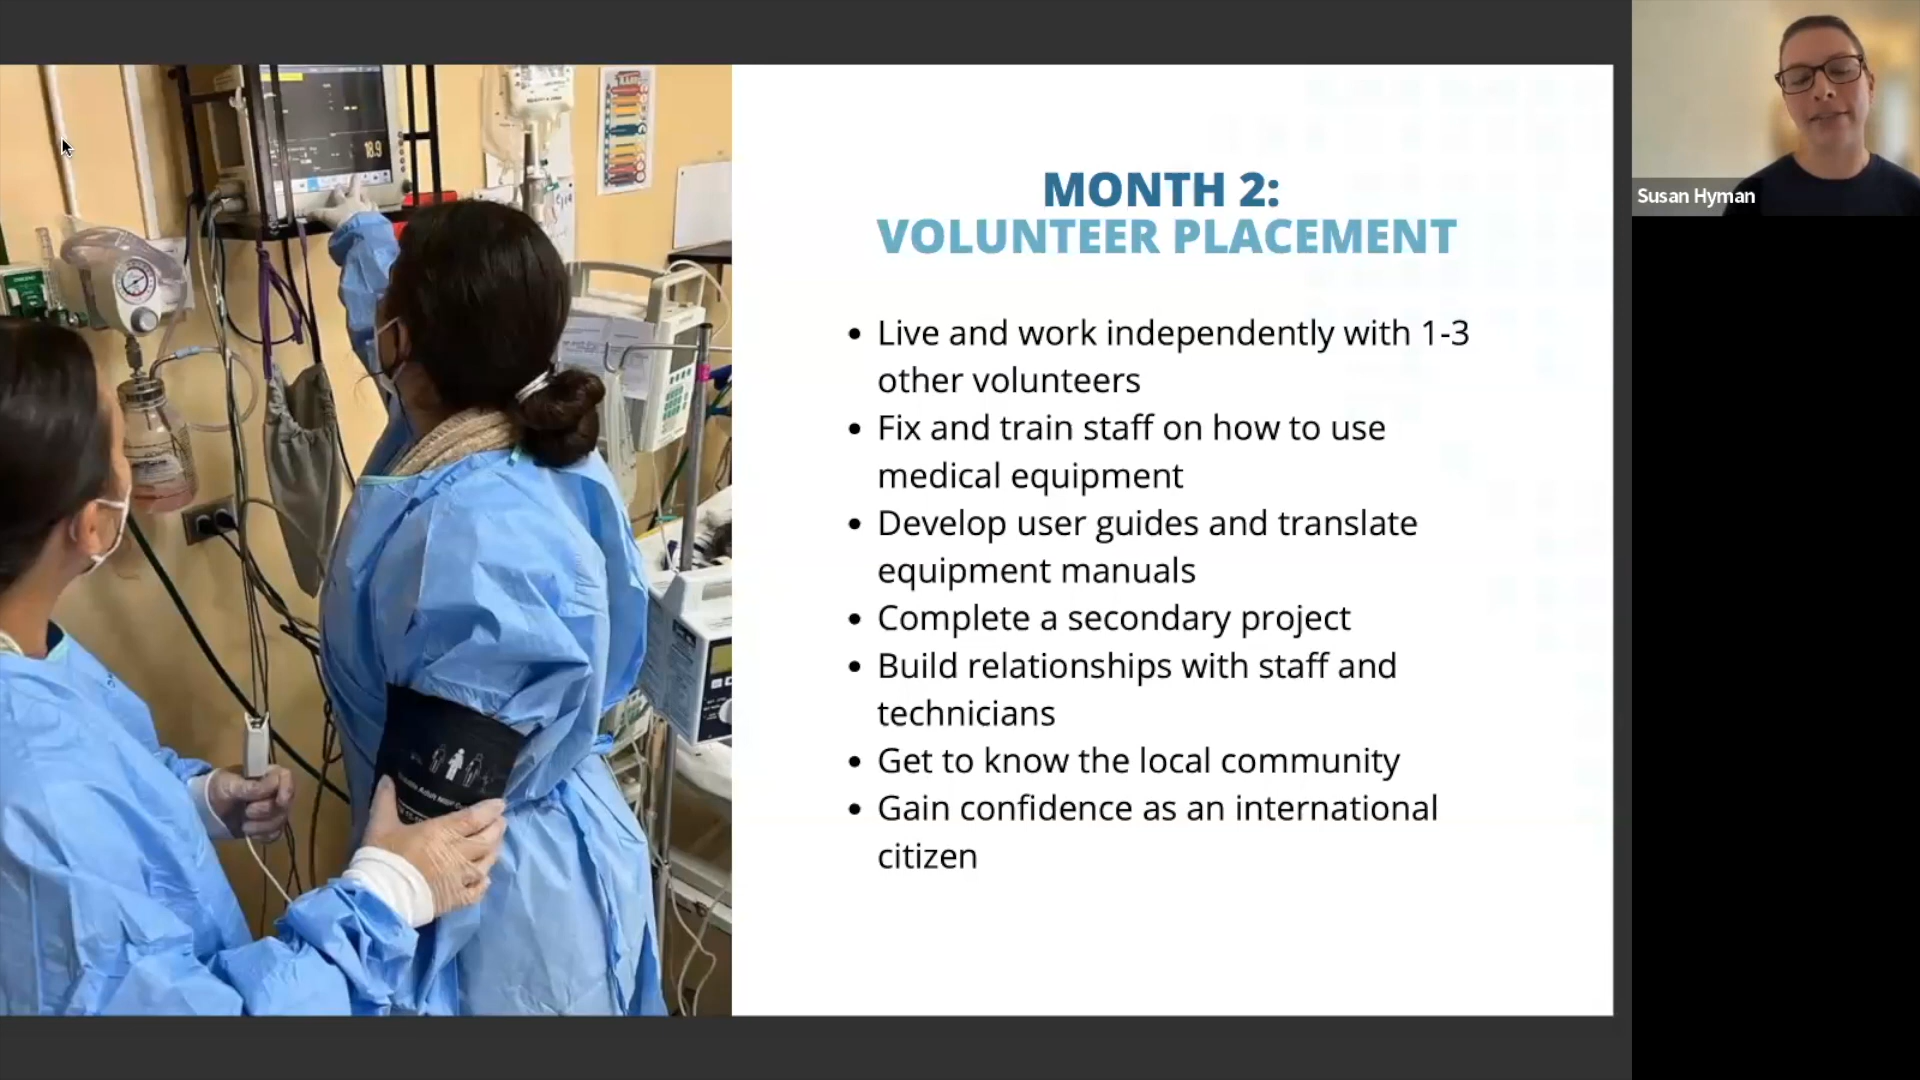 MONTH 2:
VOLUNTEER PLACEMENT
• Live and work independently with 1-3
other volunteers
• Fix and train staff on how to use
medical equipment
• Develop user guides and translate
equipment manuals
• Complete a secondary project
• Build relationships with staff and
technicians
• Get to know the local community
• Gain confidence as an international
citizen
Susan Hyman
18.9